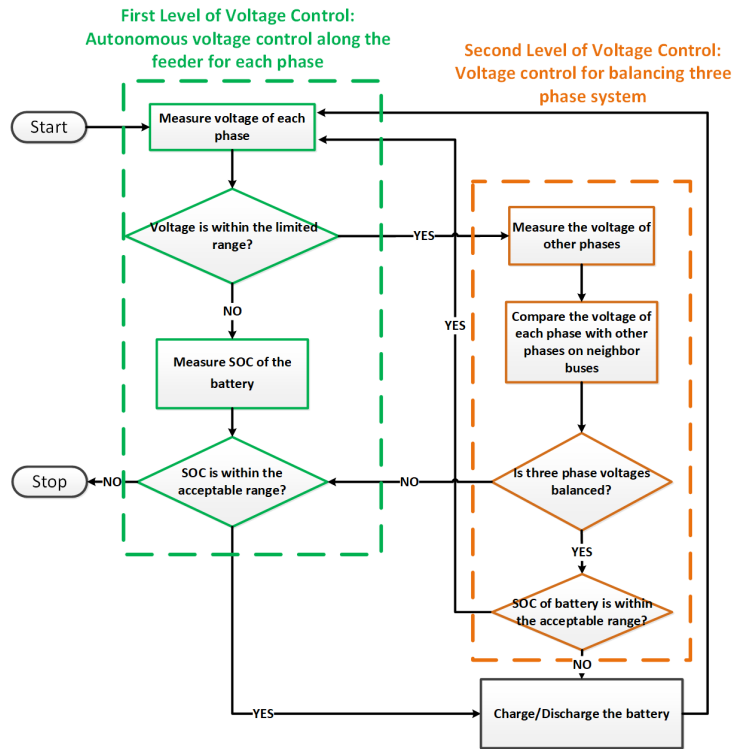 First Level of Voltage Control:
Autonomous voltage control along the
feeder for each phase
Second Level of Voltage Control:
Voltage control for balancing three
phase system
Start
Measure voltage of each
phase
Voltage is within the limited
range?
YES
Measure the voltage of
other phases
NO
YES
Compare the voltage of
each phase with other
phases on neighbor
buses
Measure SOC of the
battery
Stop
NO
SOC is within the
acceptable range?
NO
Is three phase voltages
balanced?
YES
SOC of battery is within
the acceptable range?
NO
YES
Charge/Discharge the battery